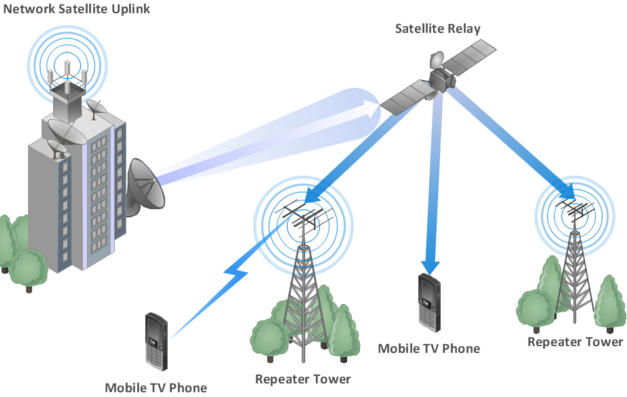 Network Satellite Uplink
Satellite Relay
Mobile TV Phone
Repeater Tower
Mobile TV Phone
Repeater Tower